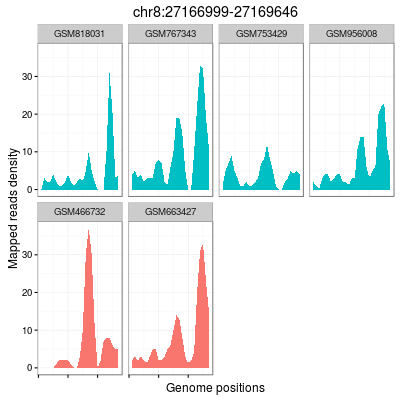 chr8:27166999-27169646
GSM818031 GSM767343 GSM753429 GSM956008
30
20
10
0
GSM466732 GSM663427
30
20
10
0
Mapped reads density
Genome positions